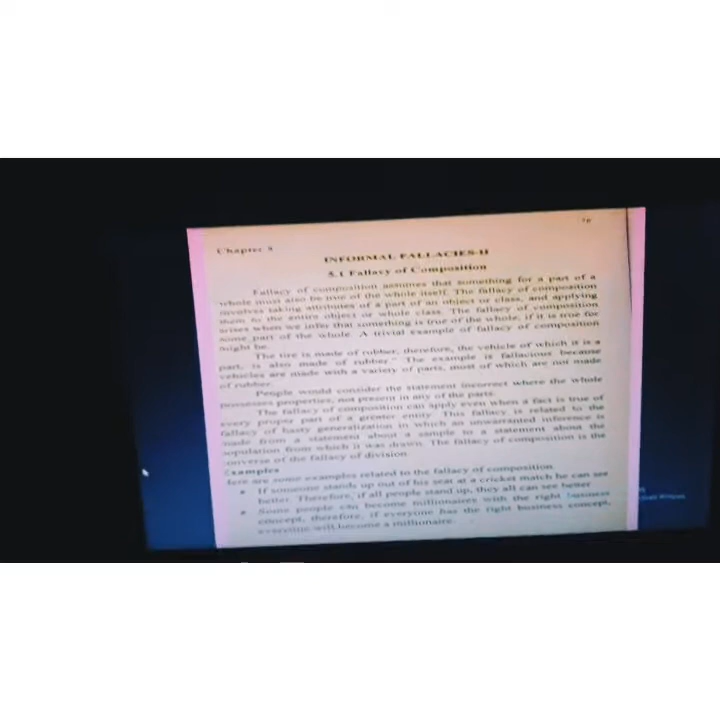 Chapter 5
76
INFORMAL FALLACIES-II
5.1 Fallacy of Composition
Fallacy of composition assumes that something for a part of a
whole must also be true of the whole itself. The fallacy of composition
involves taking attributes of a part of an object or class, and applying
them to the entire object or whole class. The fallacy of composition
arises when we infer that something is true of the whole, if it is true for
some part of the whole. A trivial example of fallacy of composition
might be.
The tire is made of rubber, therefore, the vehicle of which it is a
part, is also made of rubber." The example is fallacious because
vehicles are made with a variety of parts, most of which are not made
of rubber.
People would consider the statement incorrect where the whole
possesses properties, not present in any of the parts.
The fallacy of composition can apply even when a fact is true of
every proper part of a greater entity. This fallacy is related to the
fallacy of hasty generalization in which an unwarranted inference is
made from a statement about a sample to a statement about the
population from which it was drawn. The fallacy of composition is the
converse of the fallacy of division.
Examples
Here are some examples related to the fallacy of composition.
• If someone stands up out of his seat at a cricket match he can see
better. Therefore, if all people stand up, they all can see better
• Some people can become millionaires with the right business
concept, therefore, if everyone has the right business concept,
everyone will become a millionaire.